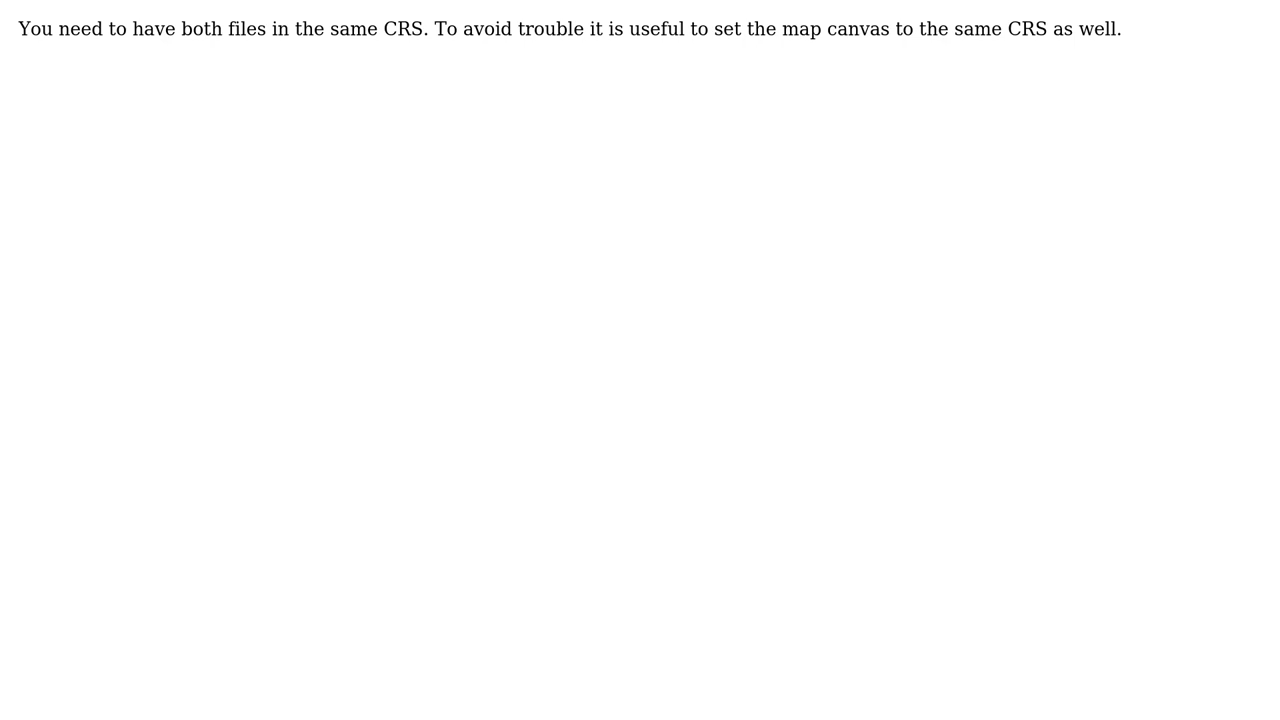 You need to have both files in the same CRS. To avoid trouble it is useful to set the map canvas to the same CRS as well.